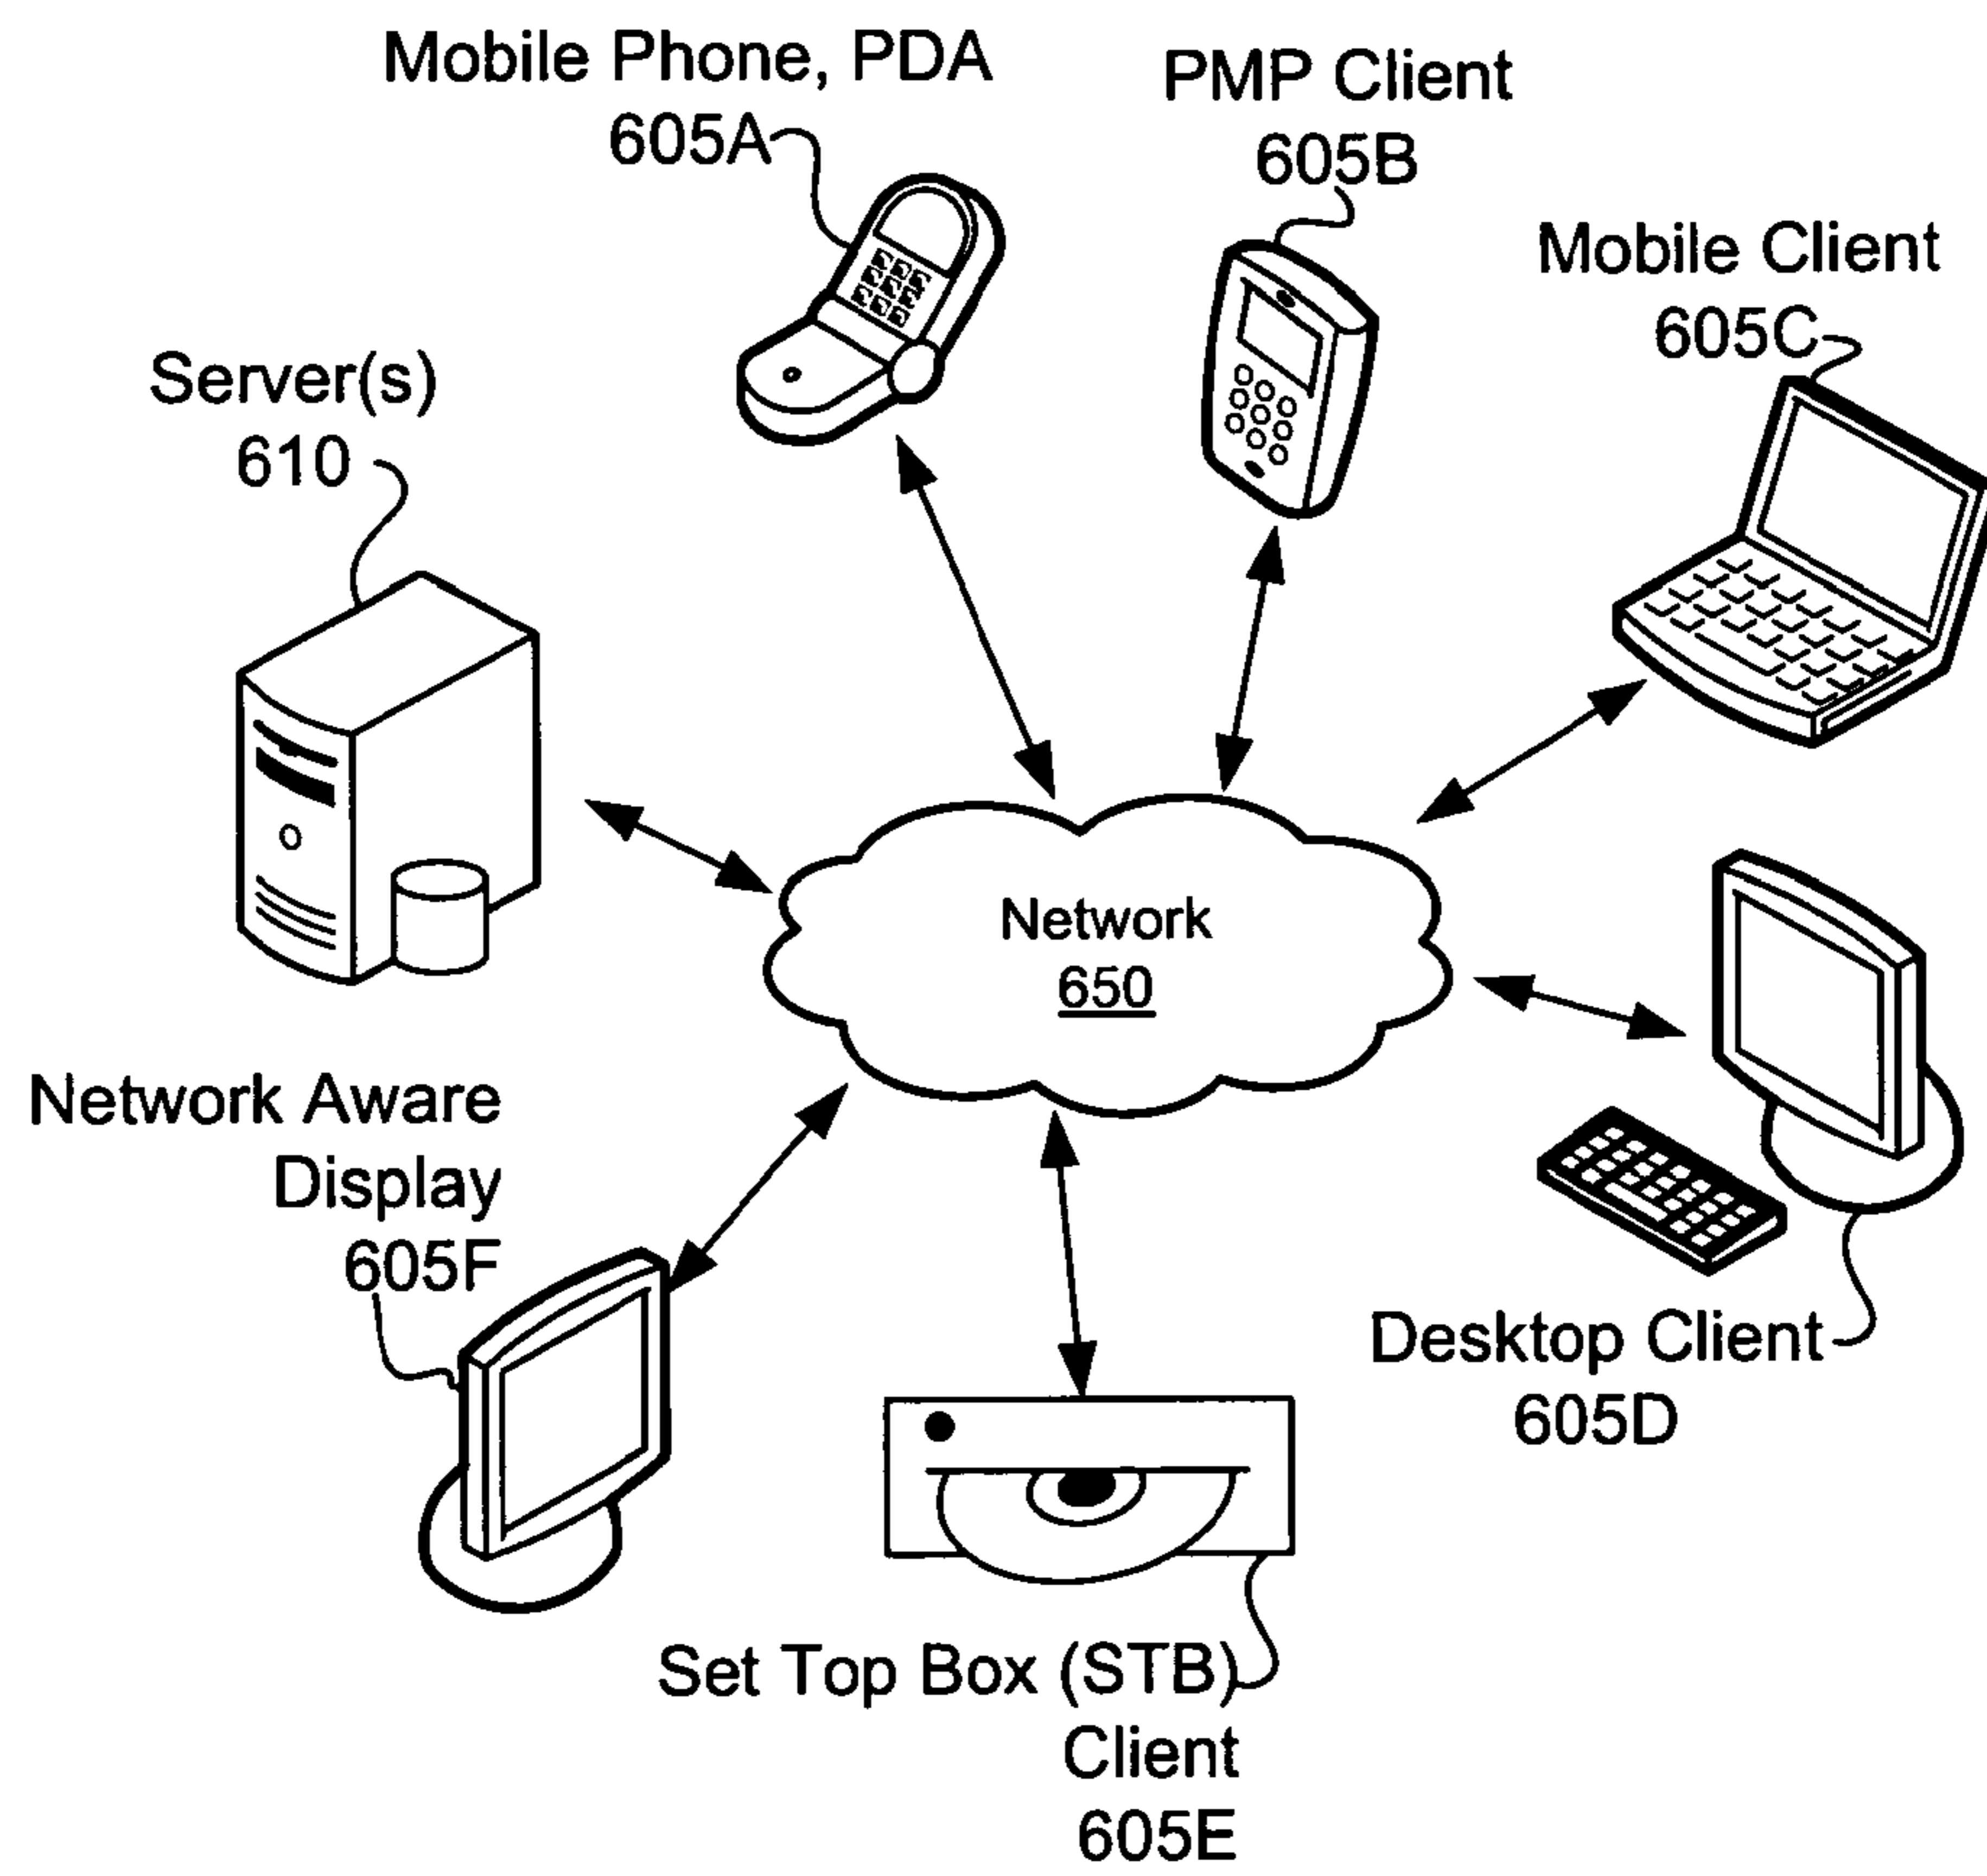 Mobile Phone, PDA
605A
PMP Client
605B
Mobile Client
605C
Server(s)
610
Network
650
Network Aware
Display
605F
Desktop Client
605D
Set Top Box (STB)
Client
605E